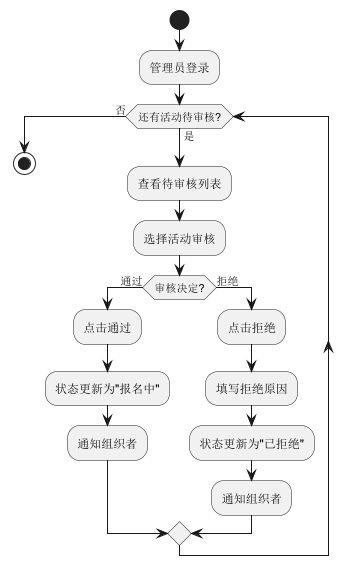 管理员登录
否
还有活动待审核?
是
查看待审核列表
选择活动审核
通过
审核决定?
拒绝
点击通过
点击拒绝
状态更新为"报名中"
填写拒绝原因
通知组织者
状态更新为"已拒绝"
通知组织者